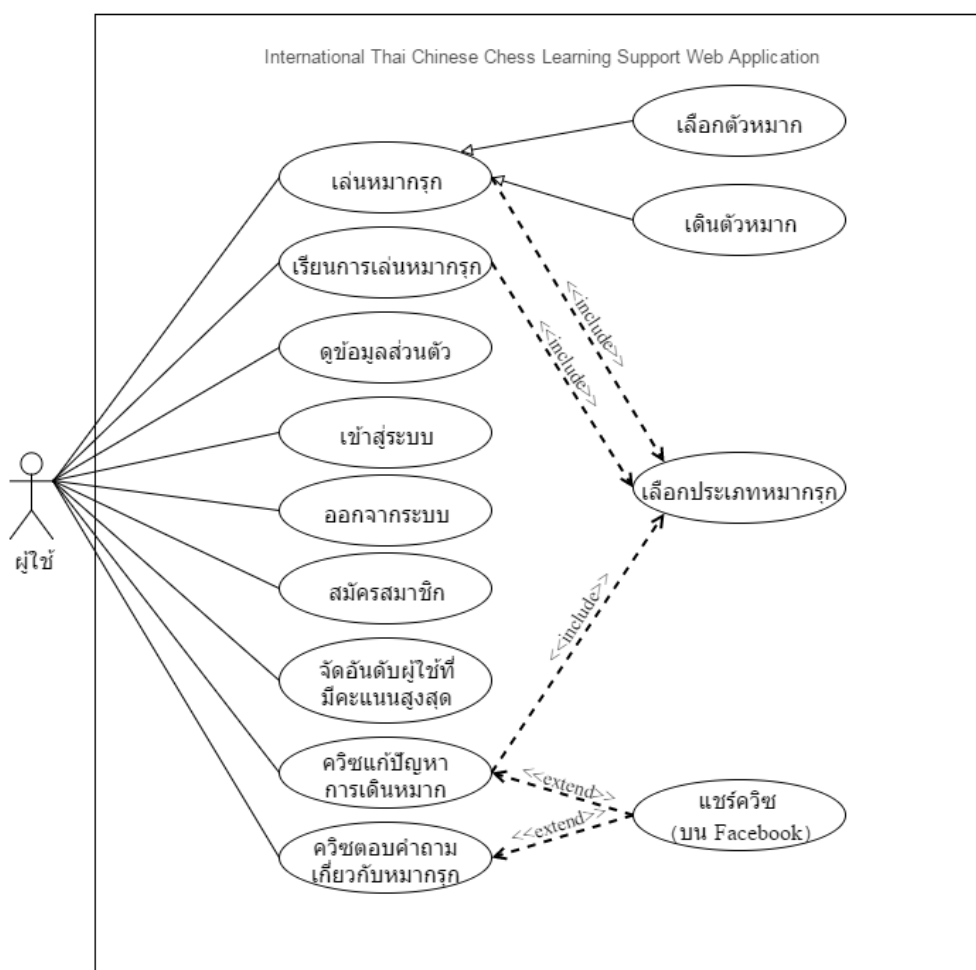 International Thai Chinese Chess Learning Support Web Application
เลือกตัวหมาก
เล่นหมากรุก
เดินตัวหมาก
เรียนการเล่นหมากรุก
<<include>>
<<include>>
ดูข้อมูลส่วนตัว
เข้าสู่ระบบ
เลือกประเภทหมากรุก
ออกจากระบบ
ผู้ใช้
สมัครสมาชิก
<<include>>
จัดอันดับผู้ใช้ที่
มีคะแนนสูงสุด
ควิซแก้ปัญหา
การเดินหมาก
<<extend>>
<<extend>>
แชร์ควิซ
(บน Facebook)
ควิซตอบคำถาม
เกี่ยวกับหมากรุก